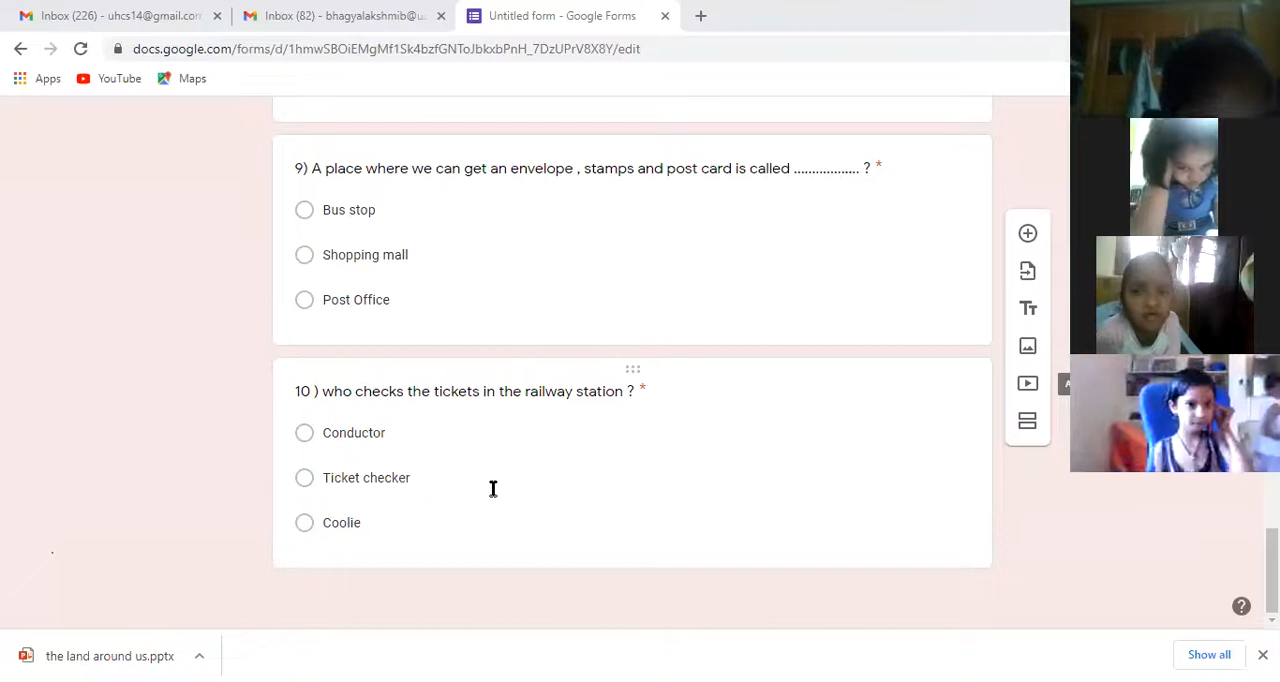 Inbox (226) - uhcs14@gmail.com
Inbox (82) - bhagyalakshmib@u
Untitled form - Google Forms
docs.google.com/forms/d/1hmwSBOiEMgMf1Sk4bzfGNToJbkxbPnH_7DzUPrV8X8Y/edit
Apps YouTube Maps
9) A place where we can get an envelope , stamps and post card is called .................. ? *
Bus stop
Shopping mall
Post Office
Tт
10 ) who checks the tickets in the railway station ? *
Conductor
Ticket checker
Coolie
?
the land around us.pptx
Show all